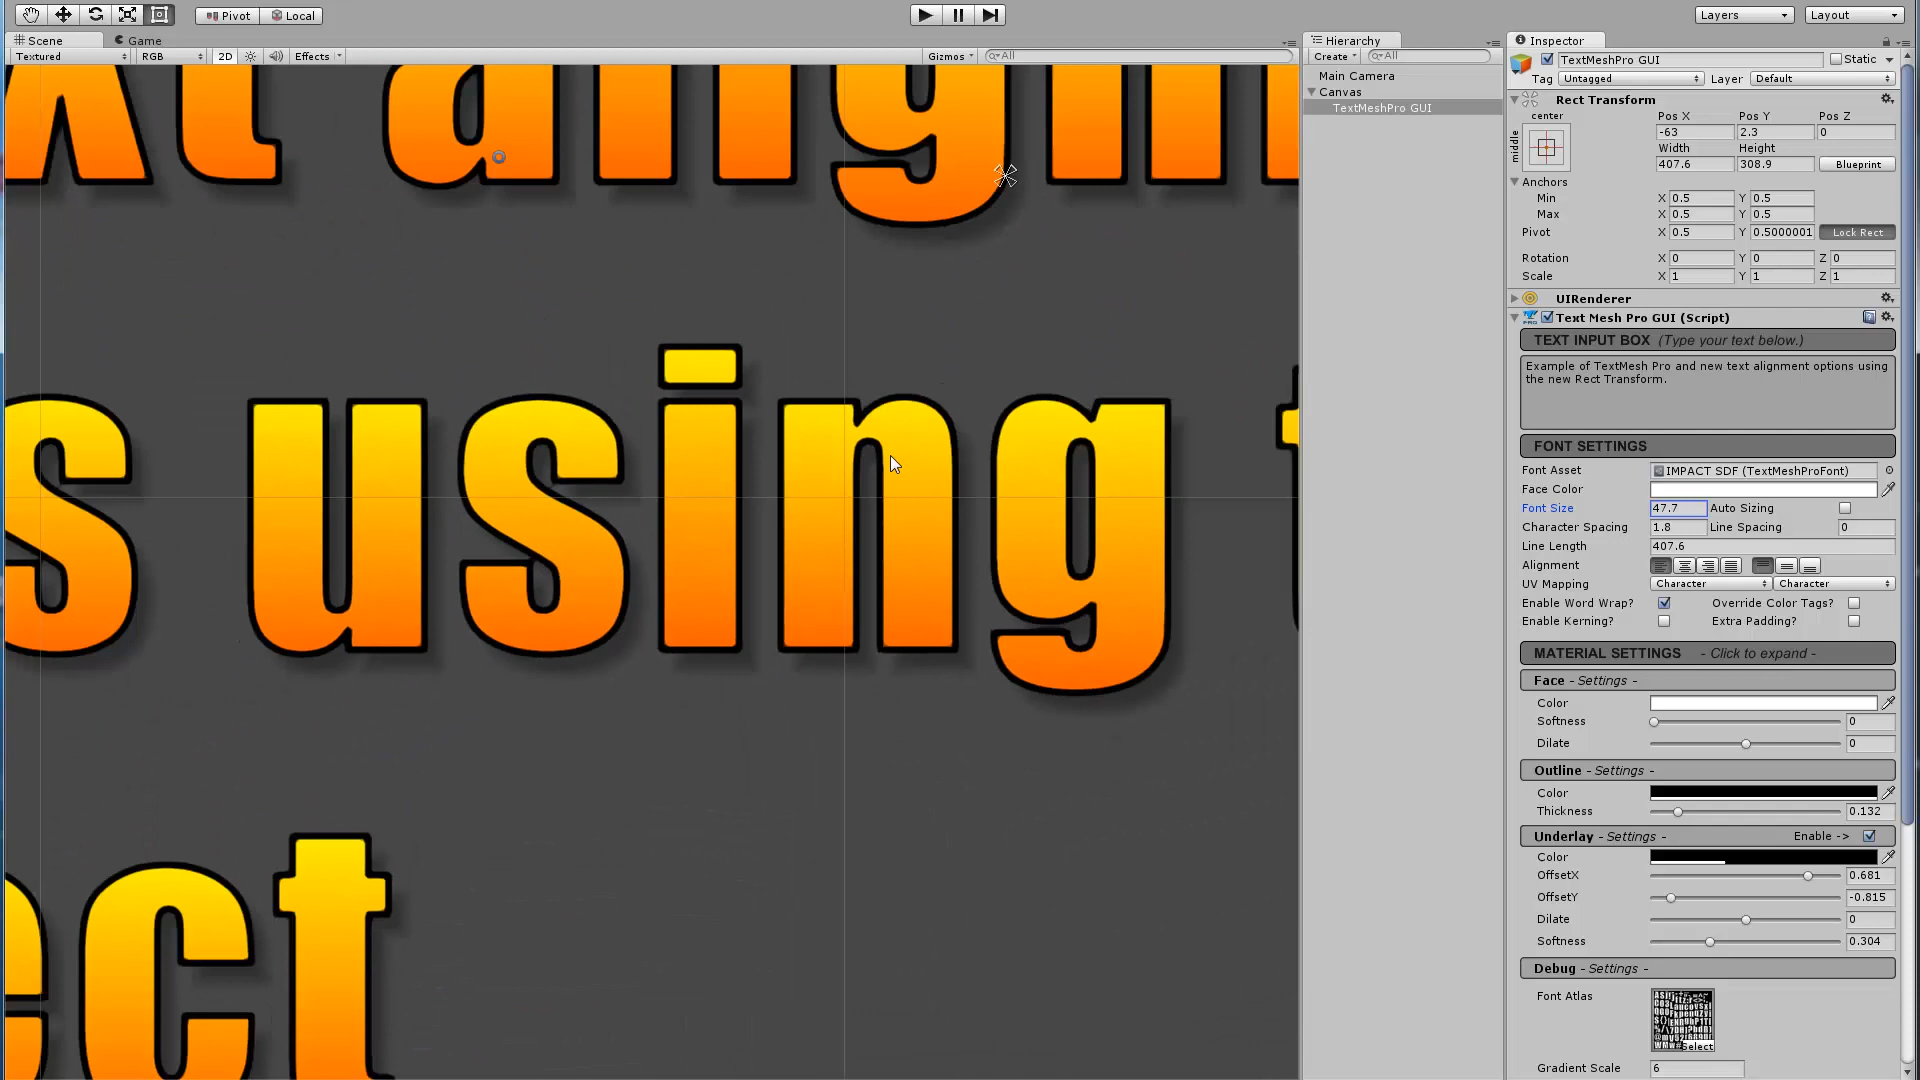 Pivot Local Layers Layout
Scene Game Hierarchy Inspector
Textured RGB 2D Effects Gizmos All Create All
TextMeshPro GUI Static
Main Camera
Canvas
TextMeshPro GUI
Tag Untagged Layer Default
Rect Transform
center
middle
Pos X Pos Y Pos Z
-63 2.3 0
Width Height
407.6 308.9 Blueprint
Anchors
Min X 0.5 Y 0.5
Max X 0.5 Y 0.5
Pivot X 0.5 Y 0.5000001 Lock Rect
Rotation X 0 Y 0 Z 0
Scale X 1 Y 1 Z 1
UIRenderer
Text Mesh Pro GUI (Script)
TEXT INPUT BOX (Type your text below.)
Example of TextMesh Pro and new text alignment options using
the new Rect Transform.
FONT SETTINGS
Font Asset IMPACT SDF (TextMeshProFont)
Face Color
Font Size 47.7 Auto Sizing
Character Spacing 1.8 Line Spacing 0
Line Length 407.6
Alignment
UV Mapping Character Character
Enable Word Wrap? Override Color Tags?
Enable Kerning? Extra Padding?
MATERIAL SETTINGS - Click to expand -
Face - Settings -
Color
Softness 0
Dilate 0
Outline - Settings -
Color
Thickness 0.132
Underlay - Settings - Enable ->
Color
OffsetX 0.681
OffsetY -0.815
Dilate 0
Softness 0.304
Debug - Settings -
Font Atlas
Select
Gradient Scale 6
xt alignm
s using t
ect